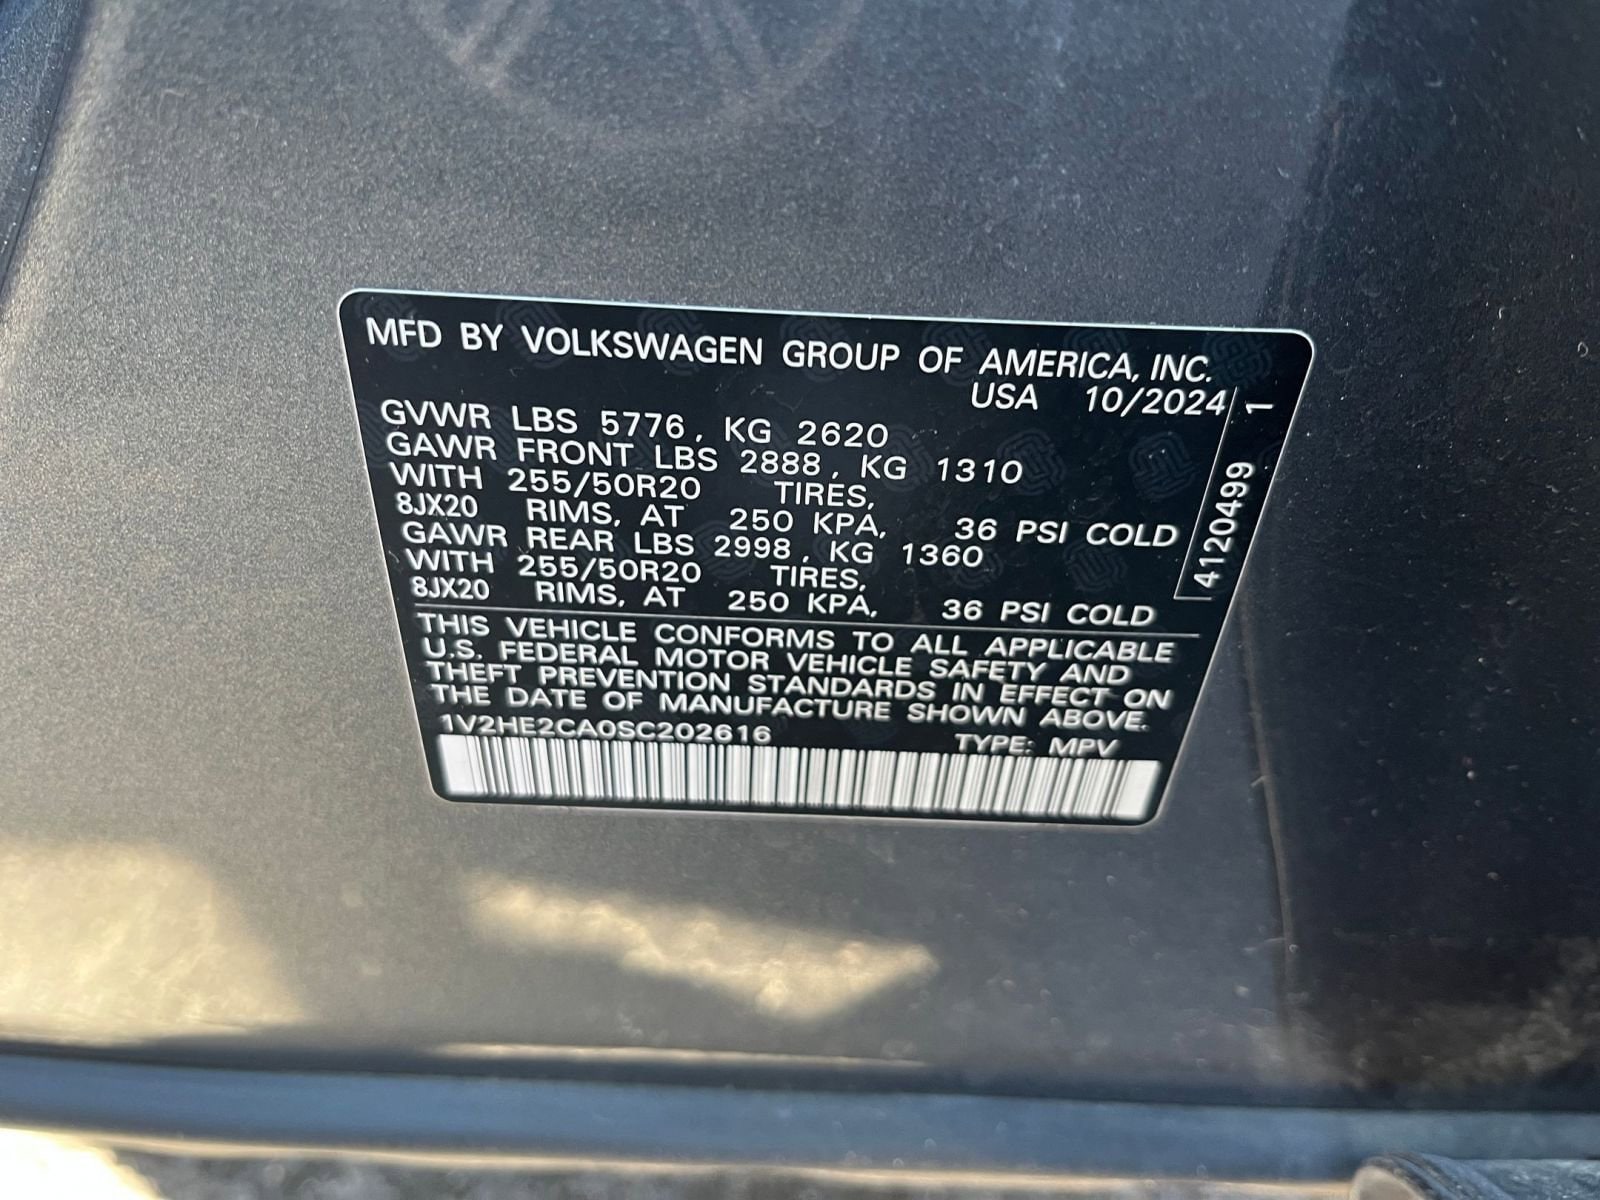 MFD BY VOLKSWAGEN GROUP OF AMERICA, INC.
USA 10/2024
GVWR LBS 5776, KG 2620
GAWR FRONT LBS 2888, KG 1310
WITH 255/50R20 TIRES,
8JX20 RIMS, AT 250 KPA, 36 PSI COLD
GAWR REAR LBS 2998, KG 1360
WITH 255/50R20 TIRES,
8JX20 RIMS, AT 250 KPA, 36 PSI COLD
THIS VEHICLE CONFORMS TO ALL APPLICABLE
U.S. FEDERAL MOTOR VEHICLE SAFETY AND
THEFT PREVENTION STANDARDS IN EFFECT ON
THE DATE OF MANUFACTURE SHOWN ABOVE.
1V2HE2CA0SC202616 TYPE: MPV
41204991